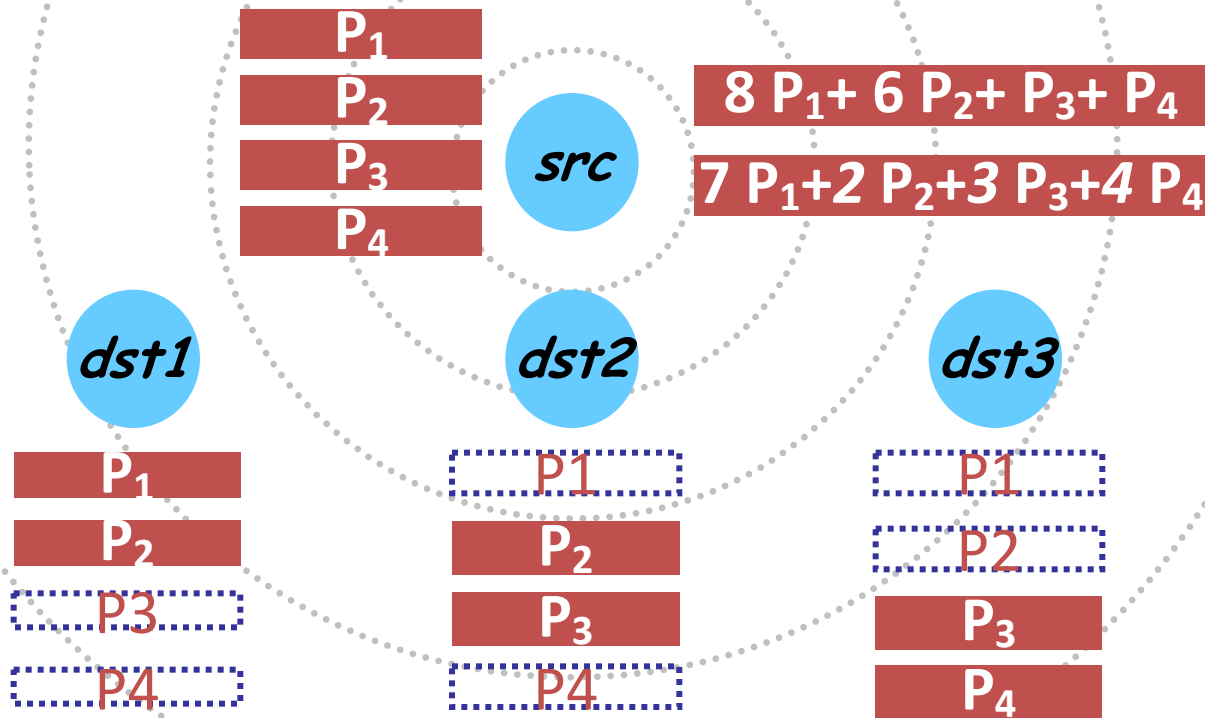 P₁
P₂
P₃
P₄
src
8 P₁+ 6 P₂+ P₃+ P₄
7 P₁+2 P₂+3 P₃+4 P₄
dst1
dst2
dst3
P₁
P₂
P3
P4
P1
P₂
P₃
P4
P1
P2
P₃
P₄